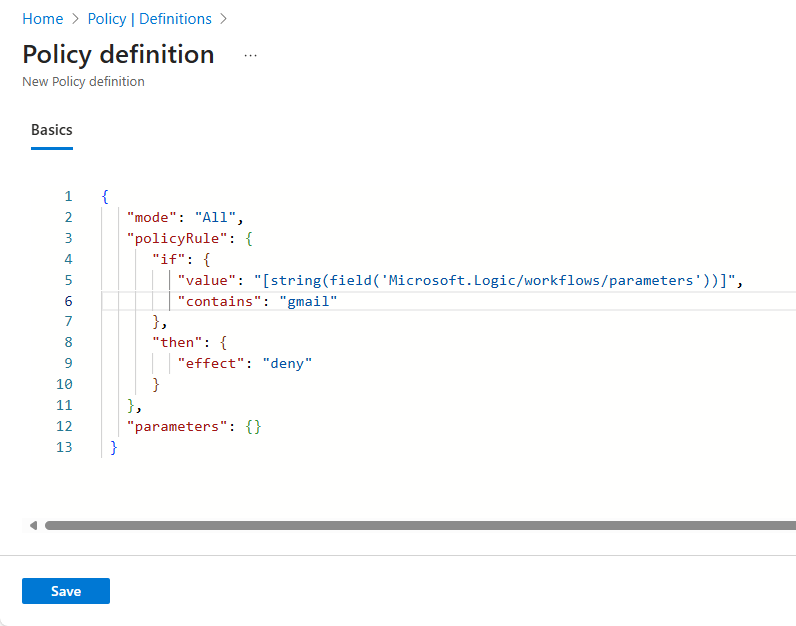 Home > Policy | Definitions >
Policy definition ...
New Policy definition
Basics
1 {
2 "mode": "All",
3 "policyRule": {
4 "if": {
5 "value": "[string(field('Microsoft.Logic/workflows/parameters'))]",
6 "contains": "gmail"
7 },
8 "then": {
9 "effect": "deny"
10 }
11 },
12 "parameters": {}
13 }
Save